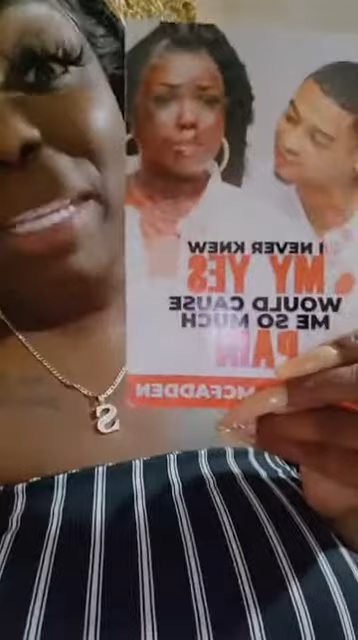 I NEVER KNEW
MY YES
WOULD CAUSE
ME SO MUCH
PAIN
MCFADDEN
S